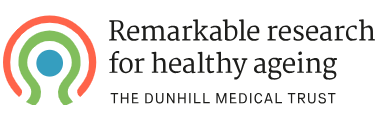 Remarkable research
for healthy ageing
THE DUNHILL MEDICAL TRUST